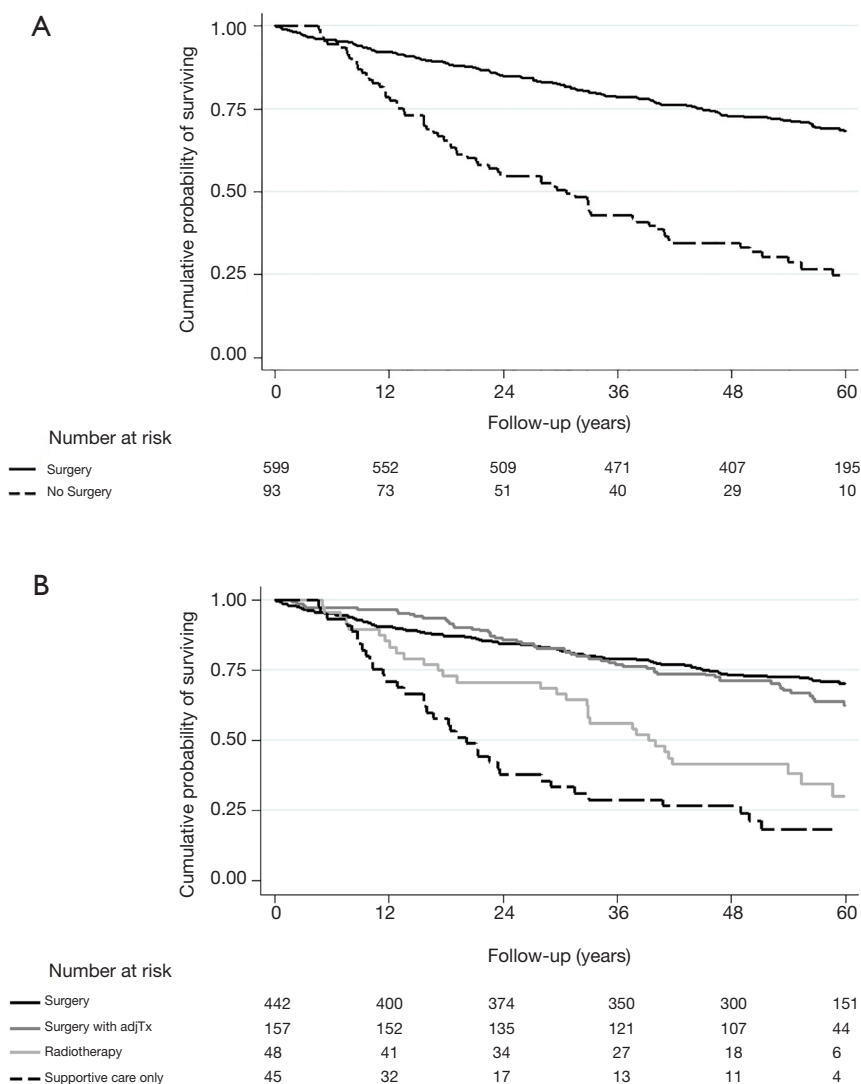 A
Cumulative probability of surviving
1.00
0.75
0.50
0.25
0.00
0 12 24 36 48 60
Follow-up (years)
Number at risk
Surgery 599 552 509 471 407 195
No Surgery 93 73 51 40 29 10
B
Cumulative probability of surviving
1.00
0.75
0.50
0.25
0.00
0 12 24 36 48 60
Follow-up (years)
Number at risk
Surgery 442 400 374 350 300 151
Surgery with adjTx 157 152 135 121 107 44
Radiotherapy 48 41 34 27 18 6
Supportive care only 45 32 17 13 11 4